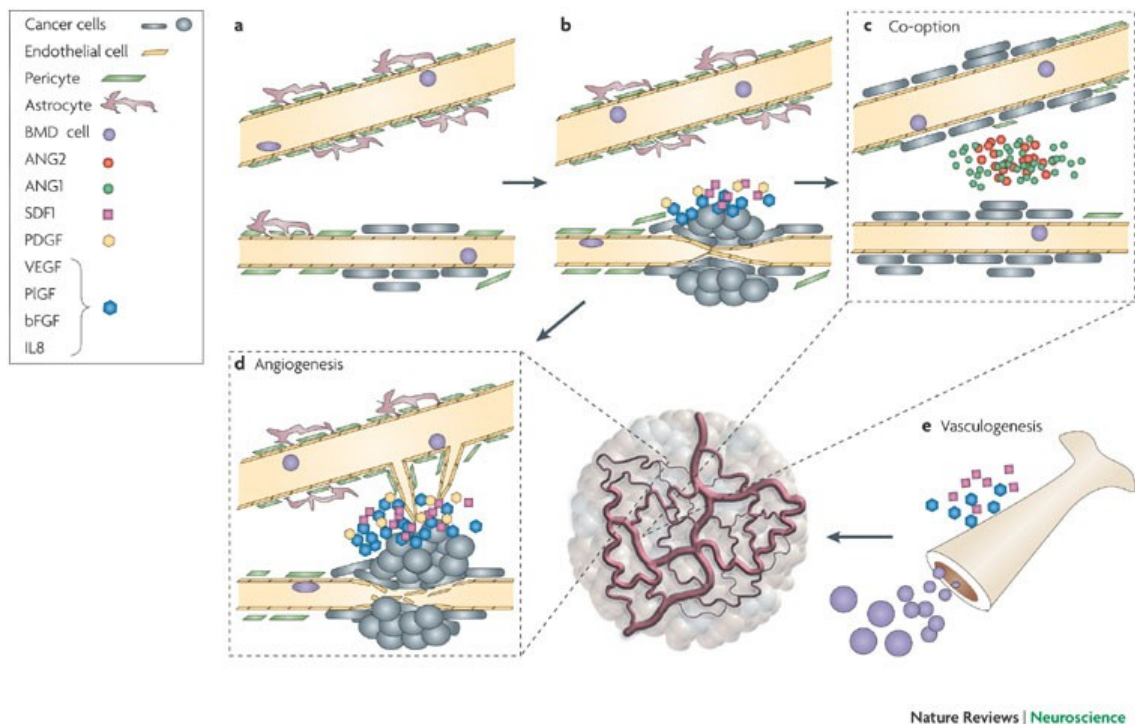 Cancer cells
Endothelial cell
Pericyte
Astrocyte
BMD cell
ANG2
ANG1
SDF1
PDGF
VEGF
PlGF
bFGF
IL8
a
b
c Co-option
d Angiogenesis
e Vasculogenesis
Nature Reviews | Neuroscience